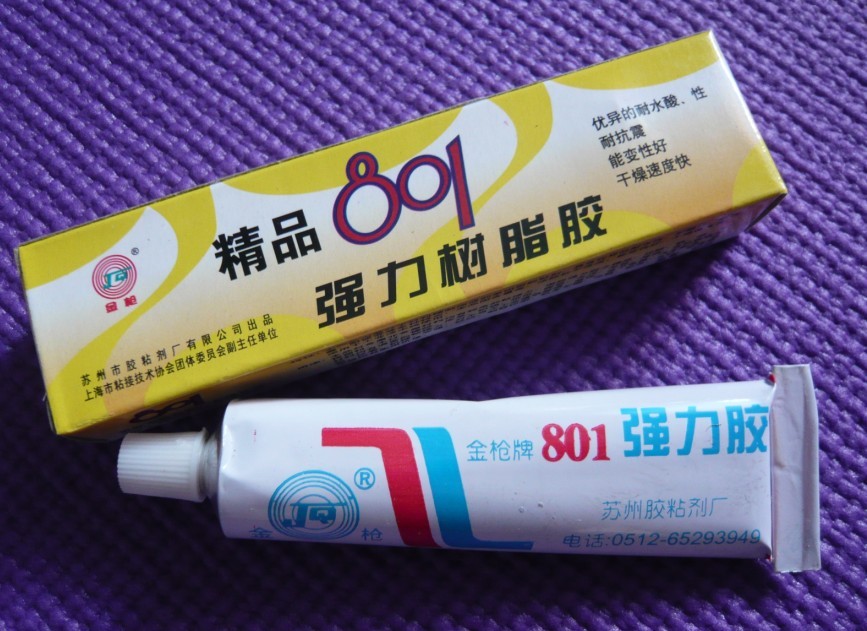 精品 801
强力树脂胶
优异的耐水酸、性
耐抗震
能变性好
干燥速度快
®
金枪
苏州市胶粘剂厂有限公司出品
上海市粘接技术协会团体委员会副主任单位
801
金枪牌 801 强力胶
®
金 枪
苏州胶粘剂厂
电话:0512-65293949